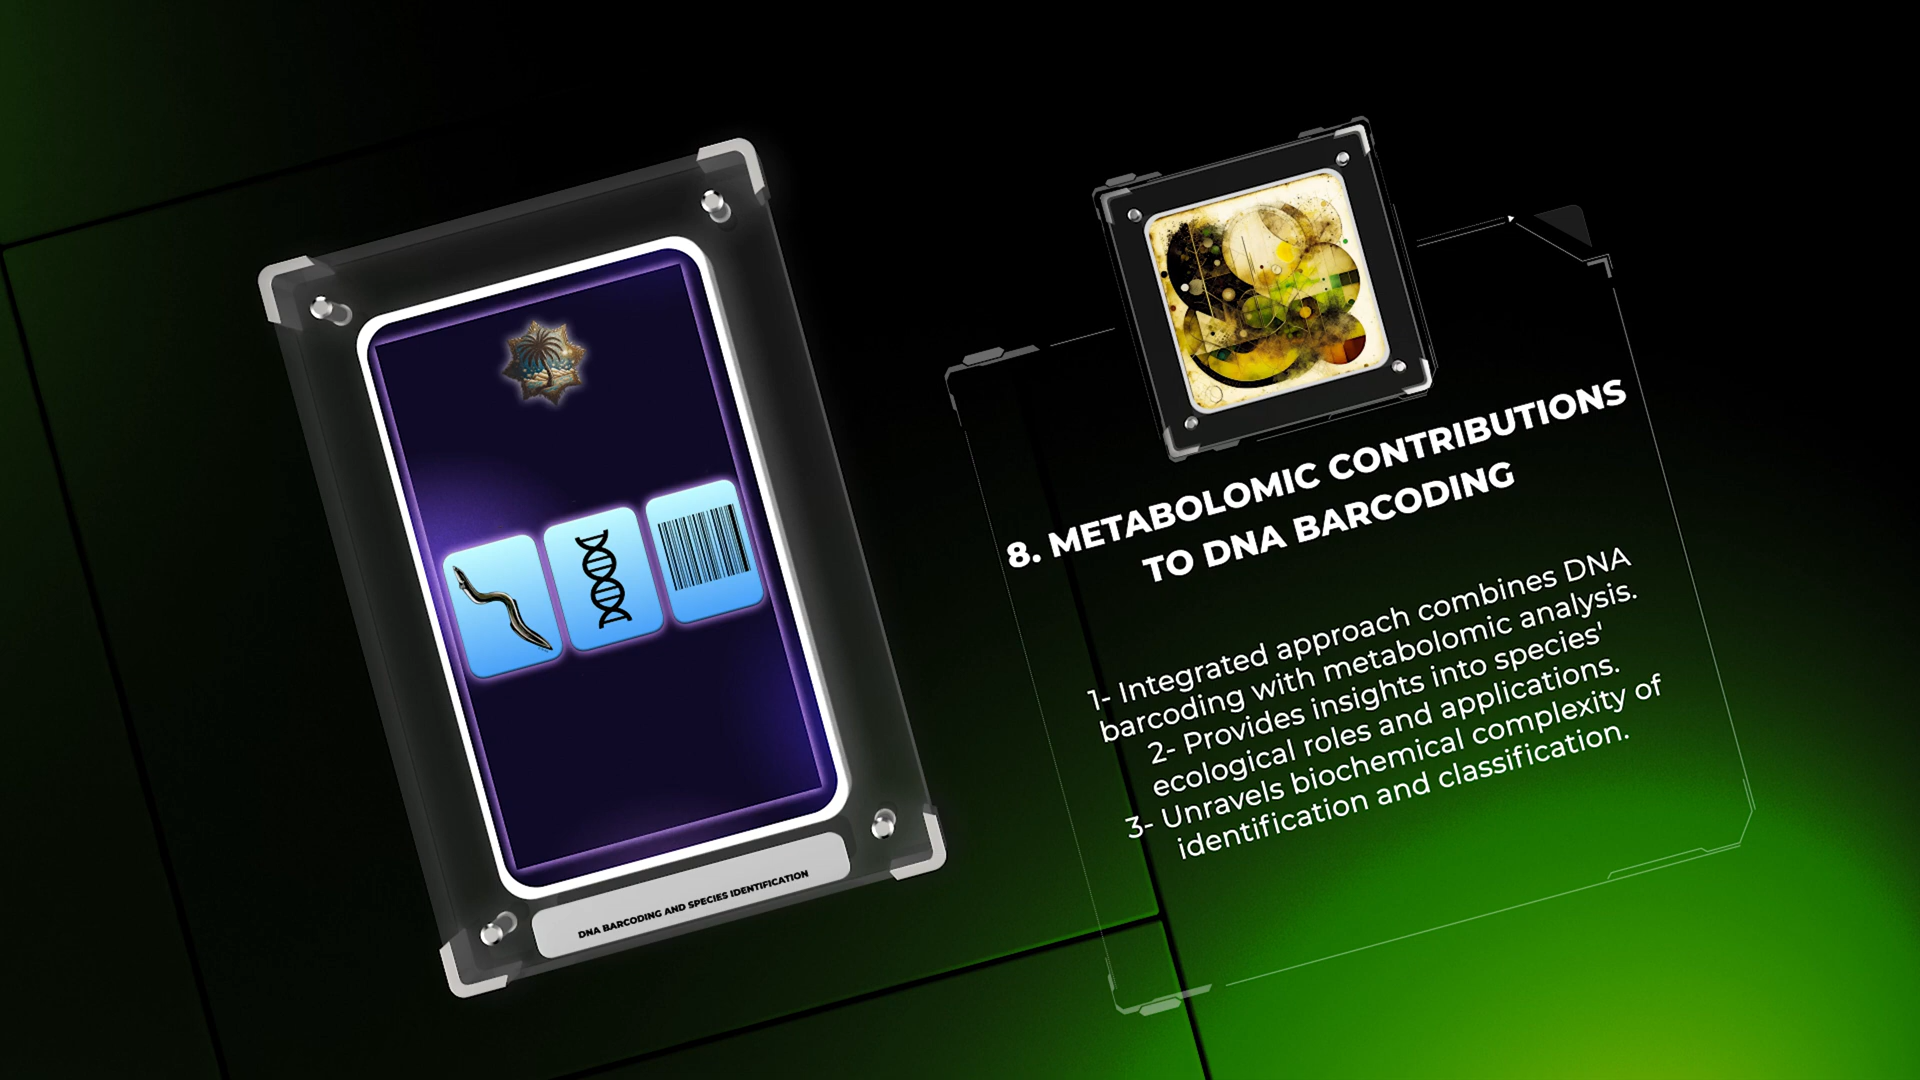 DNA BARCODING AND SPECIES IDENTIFICATION
8. METABOLOMIC CONTRIBUTIONS
TO DNA BARCODING
1- Integrated approach combines DNA
barcoding with metabolomic analysis.
2- Provides insights into species'
ecological roles and applications.
3- Unravels biochemical complexity of
identification and classification.